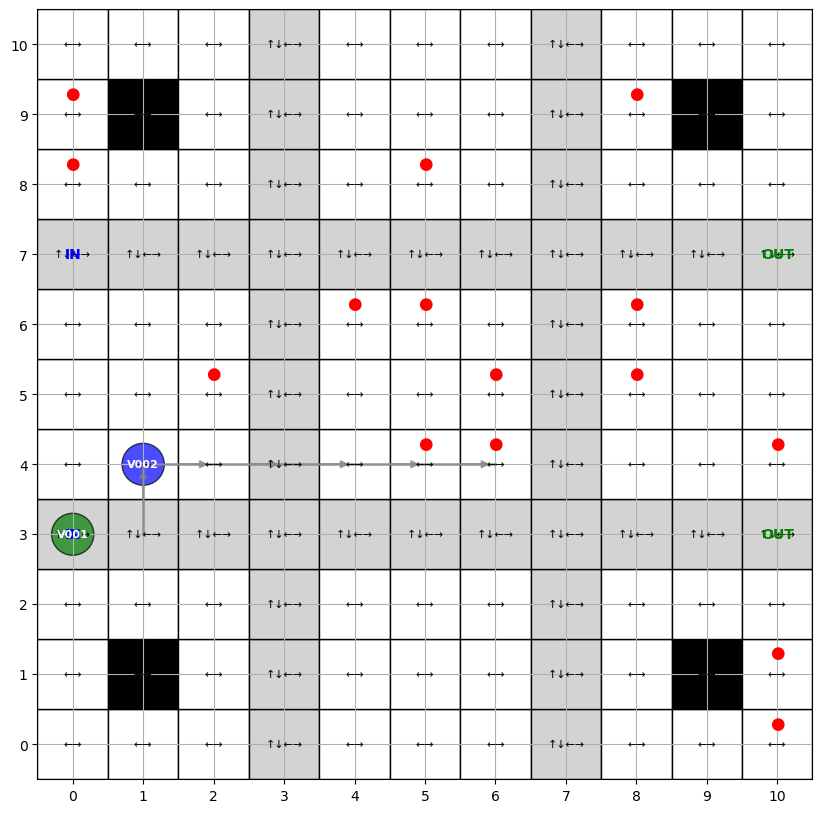 10 ↔ ↔ ↔ ↑↓←→ ↔ ↔ ↔ ↑↓←→ ↔ ↔ ↔
9 ↔ ↔ ↑↓←→ ↔ ↔ ↔ ↑↓←→ ↔ ↔
8 ↔ ↔ ↔ ↑↓←→ ↔ ↔ ↔ ↑↓←→ ↔ ↔ ↔
7 IN ↑↓←→ ↑↓←→ ↑↓←→ ↑↓←→ ↑↓←→ ↑↓←→ ↑↓←→ ↑↓←→ ↑↓←→ OUT
6 ↔ ↔ ↔ ↑↓←→ ↔ ↔ ↔ ↑↓←→ ↔ ↔ ↔
5 ↔ ↔ ↔ ↑↓←→ ↔ ↔ ↔ ↑↓←→ ↔ ↔ ↔
4 ↔ V002 ↔ ↑↓←→ ↔ ↔ ↔ ↑↓←→ ↔ ↔ ↔
3 V001 ↑↓←→ ↑↓←→ ↑↓←→ ↑↓←→ ↑↓←→ ↑↓←→ ↑↓←→ ↑↓←→ ↑↓←→ OUT
2 ↔ ↔ ↔ ↑↓←→ ↔ ↔ ↔ ↑↓←→ ↔ ↔ ↔
1 ↔ ↔ ↑↓←→ ↔ ↔ ↔ ↑↓←→ ↔ ↔
0 ↔ ↔ ↔ ↑↓←→ ↔ ↔ ↔ ↑↓←→ ↔ ↔ ↔
0 1 2 3 4 5 6 7 8 9 10